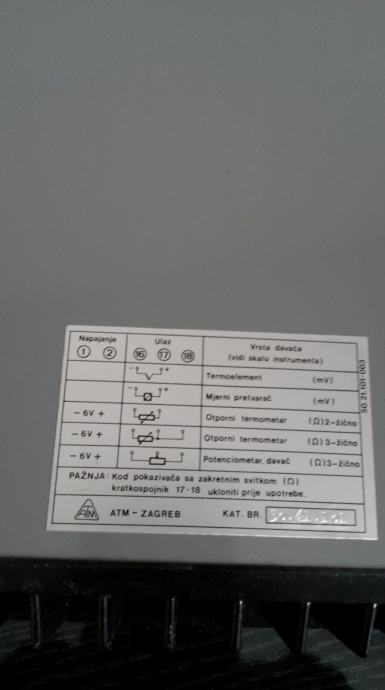 Napajanje Ulaz Vrsta davača
1 2 16 17 18 (vidi skalu instrumenta)
- + Termoelement (mV)
- + Mjerni pretvarač (mV)
- 6V + Otporni termometar (Ω) 2-žično
- 6V + Otporni termometar (Ω) 3-žično
- 6V + Potenciometar. davač (Ω) 3-žično
PAŽNJA: Kod pokazivača sa zakretnim svitkom (Ω)
kratkospojnik 17-18 ukloniti prije upotrebe.
ATM ATM - ZAGREB KAT. BR.
50.21.101-003